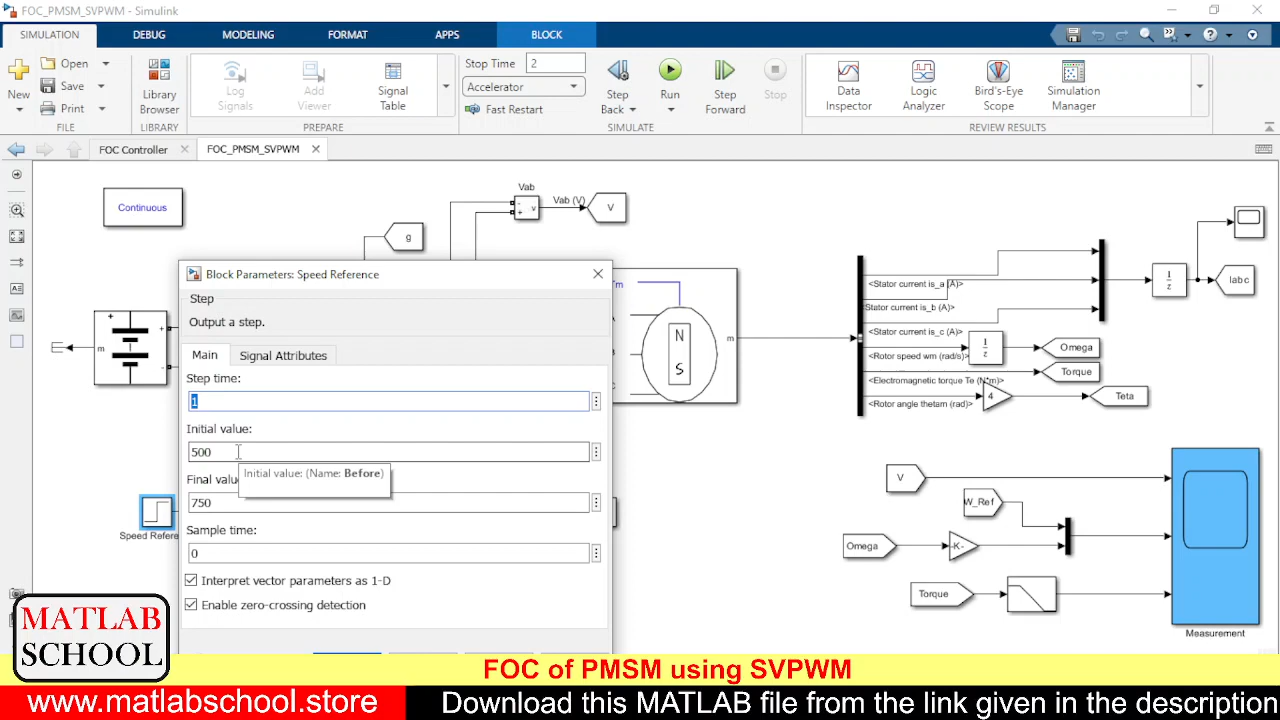 FOC_PMSM_SVPWM - Simulink
SIMULATION
DEBUG
MODELING
FORMAT
APPS
BLOCK
New
Open
Save
Print
FILE
Library
Browser
LIBRARY
Log
Signals
Add
Viewer
Signal
Table
PREPARE
Stop Time
2
Accelerator
Fast Restart
Step
Back
Run
Step
Forward
Stop
SIMULATE
Data
Inspector
Logic
Analyzer
Bird's-Eye
Scope
Simulation
Manager
REVIEW RESULTS
FOC Controller
FOC_PMSM_SVPWM
Continuous
g
Vab
v
Vab (V)
V
m
Speed Refere
Block Parameters: Speed Reference
Step
Output a step.
Main
Signal Attributes
Step time:
1
Initial value:
500
Initial value: (Name: Before)
Final valu
750
Sample time:
0
Interpret vector parameters as 1-D
Enable zero-crossing detection
N
S
m
<Stator current is_a (A)>
Stator current is_b (A)>
<Stator current is_c (A)>
<Rotor speed wm (rad/s)>
<Electromagnetic torque Te (N*m)>
<Rotor angle thetam (rad)>
1
z
Iabc
1
z
Omega
Torque
4
Teta
V
W_Ref
Omega
-K-
Torque
Measurement
MATLAB
SCHOOL
FOC of PMSM using SVPWM
www.matlabschool.store
Download this MATLAB file from the link given in the description